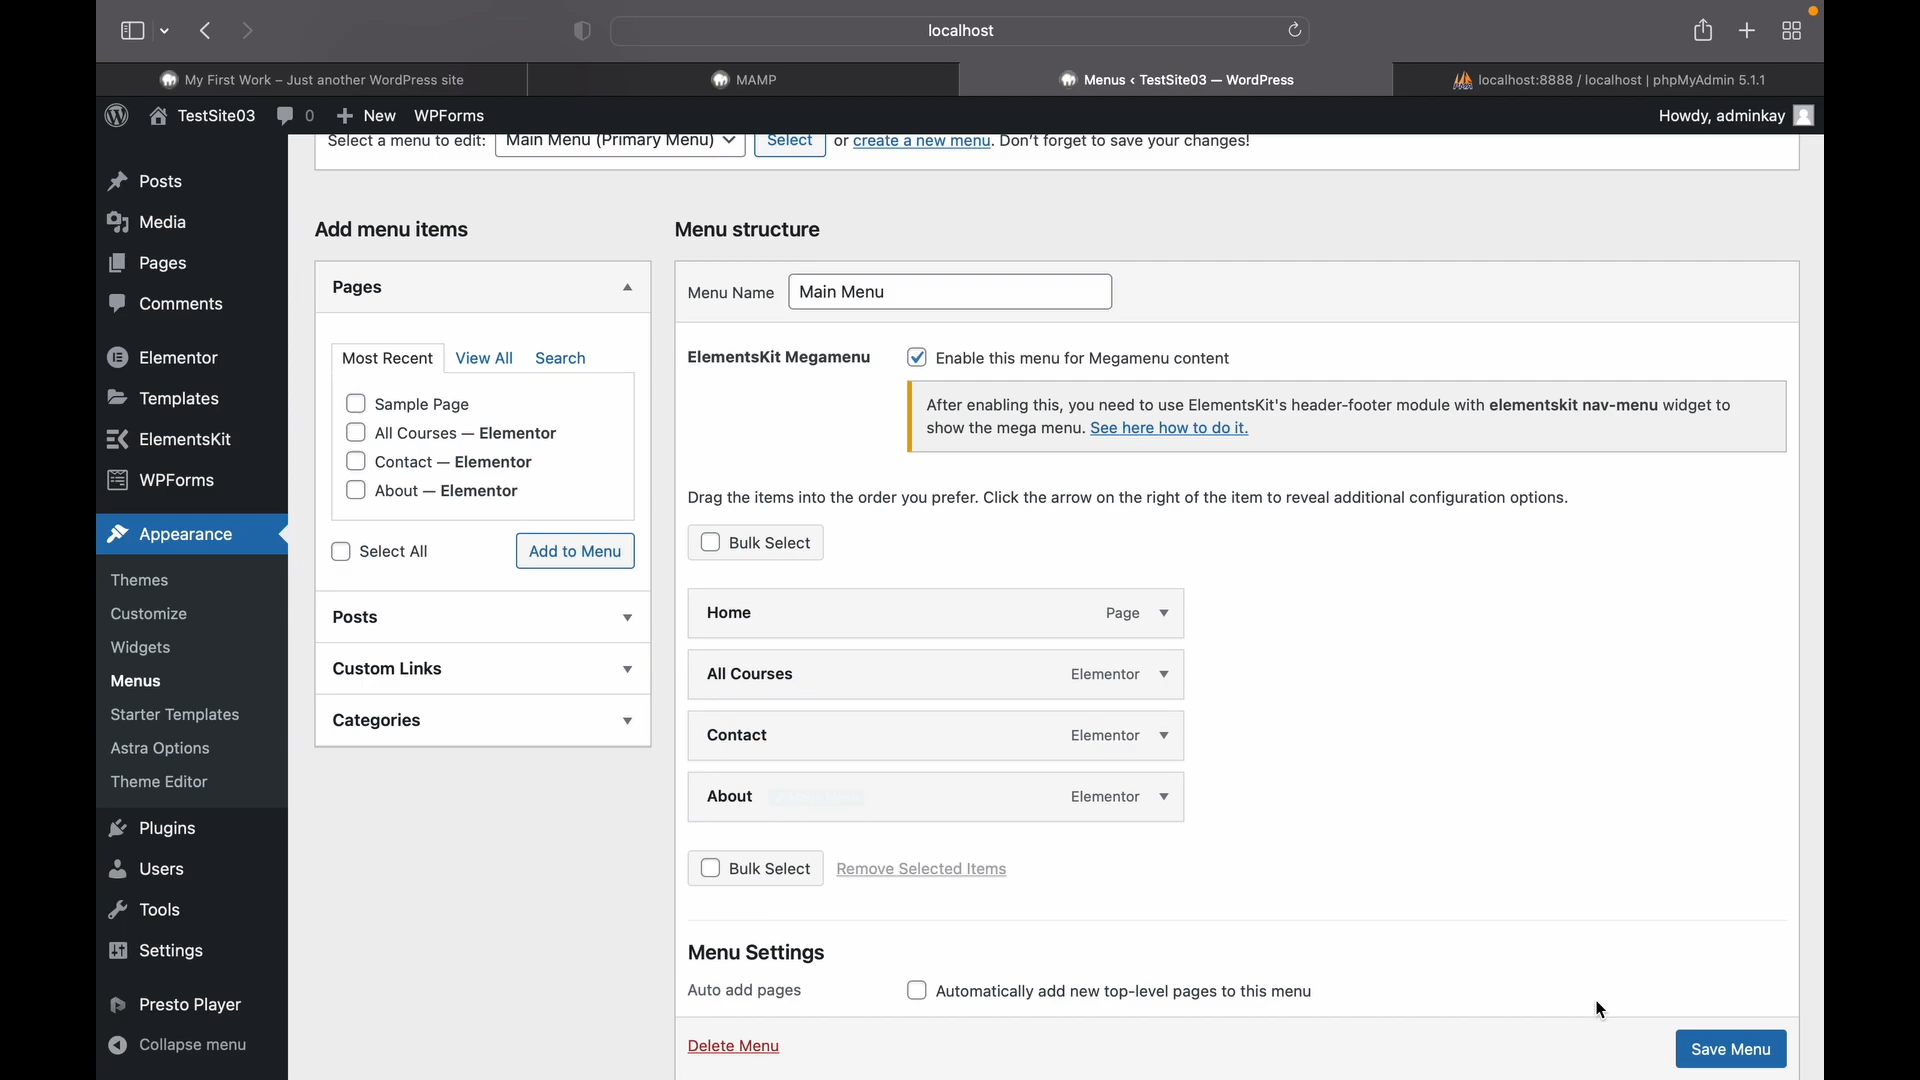 localhost
My First Work – Just another WordPress site
MAMP
Menus ‹ TestSite03 — WordPress
localhost:8888 / localhost | phpMyAdmin 5.1.1
TestSite03
0
New
WPForms
Howdy, adminkay
Select a menu to edit: Main Menu (Primary Menu) Select or create a new menu. Don't forget to save your changes!
Posts
Media
Pages
Comments
Elementor
Templates
ElementsKit
WPForms
Appearance
Themes
Customize
Widgets
Menus
Starter Templates
Astra Options
Theme Editor
Plugins
Users
Tools
Settings
Presto Player
Collapse menu
Add menu items
Pages
Most Recent View All Search
Sample Page
All Courses — Elementor
Contact — Elementor
About — Elementor
Select All
Add to Menu
Posts
Custom Links
Categories
Menu structure
Menu Name Main Menu
ElementsKit Megamenu
Enable this menu for Megamenu content
After enabling this, you need to use ElementsKit's header-footer module with elementskit nav-menu widget to
show the mega menu. See here how to do it.
Drag the items into the order you prefer. Click the arrow on the right of the item to reveal additional configuration options.
Bulk Select
Home Page
All Courses Elementor
Contact Elementor
About Elementor
Bulk Select Remove Selected Items
Menu Settings
Auto add pages
Automatically add new top-level pages to this menu
Delete Menu
Save Menu